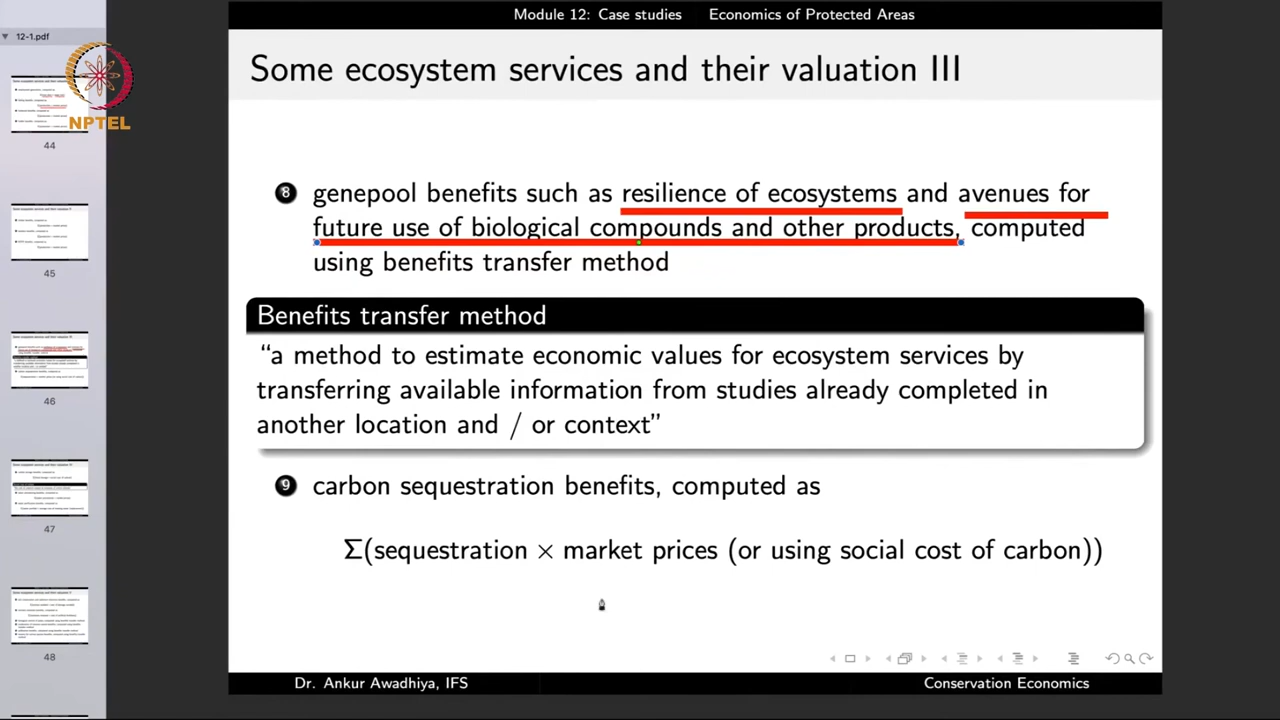 Module 12: Case studies Economics of Protected Areas
12-1.pdf
NPTEL
44
45
46
47
48
Some ecosystem services and their valuation III
8 genepool benefits such as resilience of ecosystems and avenues for
future use of biological compounds and other products, computed
using benefits transfer method
Benefits transfer method
“a method to estimate economic values for ecosystem services by
transferring available information from studies already completed in
another location and / or context”
9 carbon sequestration benefits, computed as
Σ(sequestration × market prices (or using social cost of carbon))
Dr. Ankur Awadhiya, IFS Conservation Economics